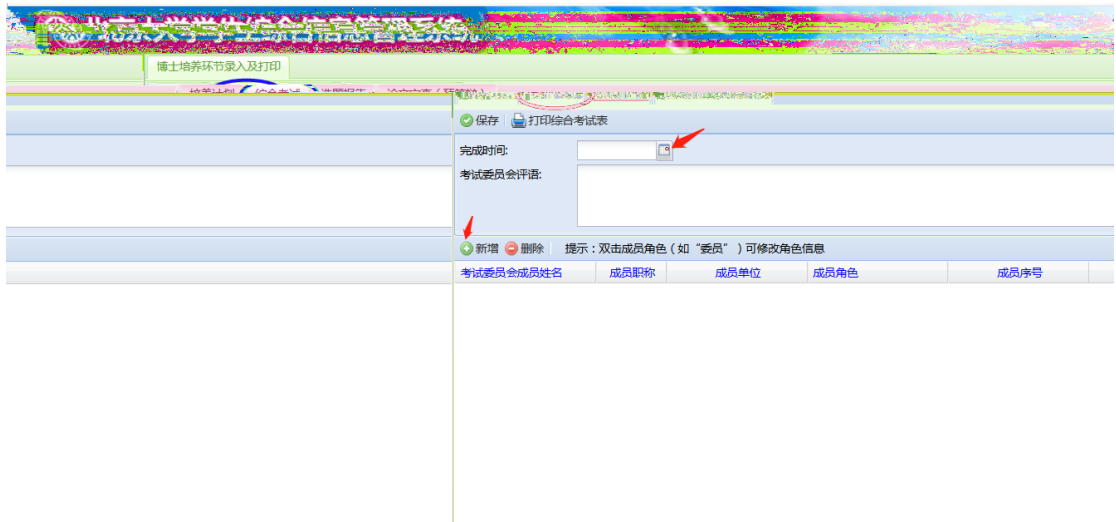 博士培养环节录入及打印
保存 打印综合考试表
完成时间:
考试委员会评语:
新增 删除 提示：双击成员角色（如“委员”）可修改角色信息
考试委员会成员姓名 成员职称 成员单位 成员角色 成员序号